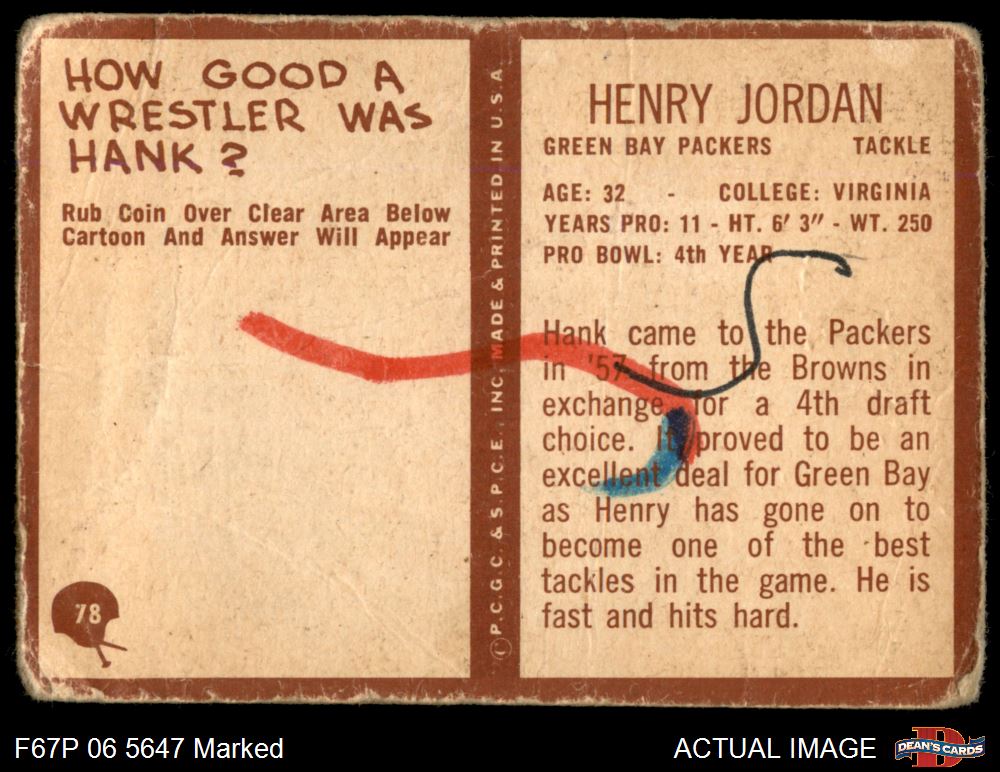 HOW GOOD A
WRESTLER WAS
HANK?
Rub Coin Over Clear Area Below
Cartoon And Answer Will Appear
78
© P.C.G.C. & S.P.C.E., INC. MADE & PRINTED IN U.S.A.
HENRY JORDAN
GREEN BAY PACKERS TACKLE
AGE: 32 - COLLEGE: VIRGINIA
YEARS PRO: 11 - HT. 6' 3" - WT. 250
PRO BOWL: 4th YEAR
Hank came to the Packers
in '57 from the Browns in
exchange for a 4th draft
choice. It proved to be an
excellent deal for Green Bay
as Henry has gone on to
become one of the best
tackles in the game. He is
fast and hits hard.
F67P 06 5647 Marked
ACTUAL IMAGE
DEAN'S CARDS